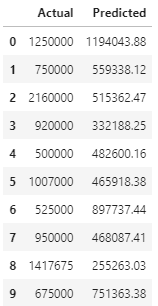 Actual Predicted
0 1250000 1194043.88
1 750000 559338.12
2 2160000 515362.47
3 920000 332188.25
4 500000 482600.16
5 1007000 465918.38
6 525000 897737.44
7 950000 468087.41
8 1417675 255263.03
9 675000 751363.38